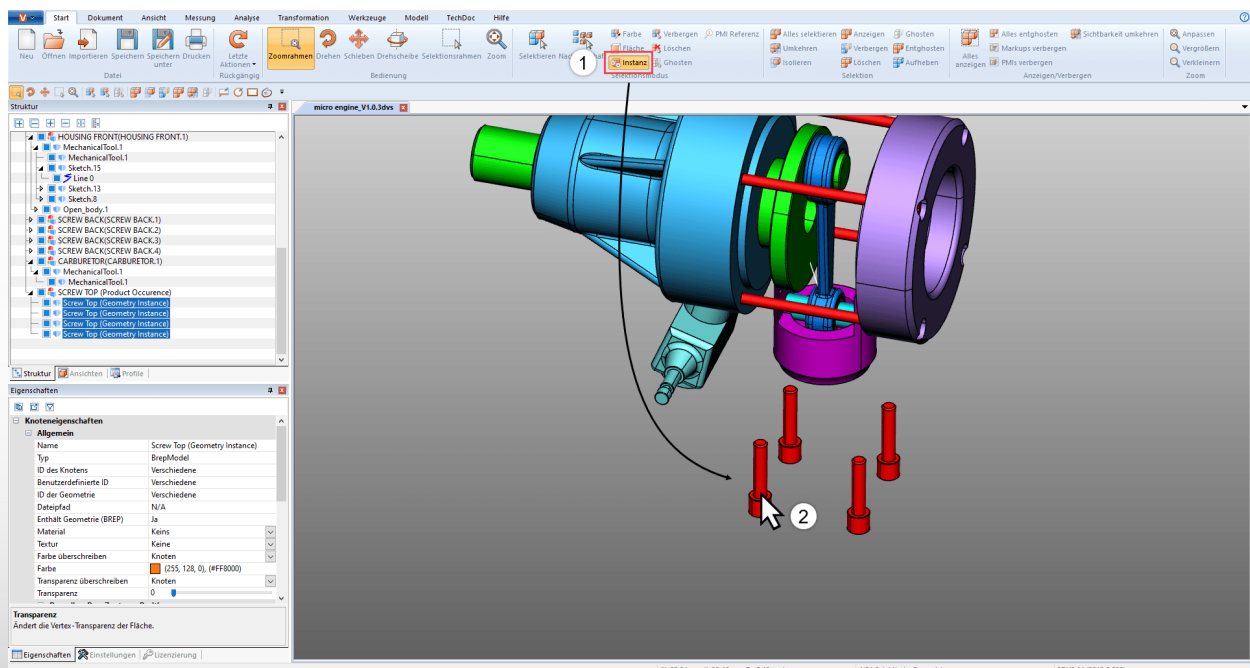 Start Dokument Ansicht Messung Analyse Transformation Werkzeuge Modell TechDoc Hilfe
Neu Öffnen Importieren Speichern Speichern unter Drucken
Datei
Letzte Aktionen
Rückgängig
Zoomrahmen Drehen Schieben Drehscheibe Selektionsrahmen Zoom
Bedienung
Selektieren
1
Farbe Verbergen PMI Referenz
Fläche Löschen
Instanz Ghosten
Selektionsmodus
Alles selektieren Anzeigen Ghosten
Umkehren Verbergen Entghosten
Isolieren Löschen Aufheben
Selektion
Alles anzeigen
Alles entghosten Sichtbarkeit umkehren
Markups verbergen
PMIs verbergen
Anzeigen/Verbergen
Anpassen
Vergrößern
Verkleinern
Zoom
Struktur
micro engine_V1.0.3dvs
HOUSING FRONT(HOUSING FRONT.1)
MechanicalTool.1
MechanicalTool.1
Sketch.15
Line 0
Sketch.13
Sketch.8
Open_body.1
SCREW BACK(SCREW BACK.1)
SCREW BACK(SCREW BACK.2)
SCREW BACK(SCREW BACK.3)
SCREW BACK(SCREW BACK.4)
CARBURETOR(CARBURETOR.1)
MechanicalTool.1
MechanicalTool.1
SCREW TOP (Product Occurence)
Screw Top (Geometry Instance)
Screw Top (Geometry Instance)
Screw Top (Geometry Instance)
Screw Top (Geometry Instance)
Struktur Ansichten Profile
Eigenschaften
Knoteneigenschaften
Allgemein
Name Screw Top (Geometry Instance)
Typ BrepModel
ID des Knotens Verschiedene
Benutzerdefinierte ID Verschiedene
ID der Geometrie Verschiedene
Dateipfad N/A
Enthält Geometrie (BREP) Ja
Material Keins
Textur Keine
Farbe überschreiben Knoten
Farbe (255, 128, 0), (#FF8000)
Transparenz überschreiben Knoten
Transparenz 0
Transparenz
Ändert die Vertex-Transparenz der Fläche.
Eigenschaften Einstellungen Lizenzierung
2